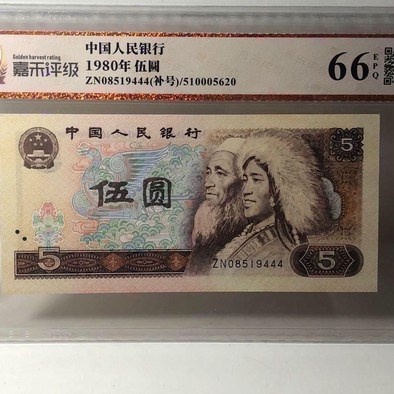 Golden harvest rating
嘉禾评级
中国人民银行
1980年 伍圆
ZN08519444(补号)/510005620
66 EPQ
中国人民银行
5
伍圆
ZN08519444
5
5